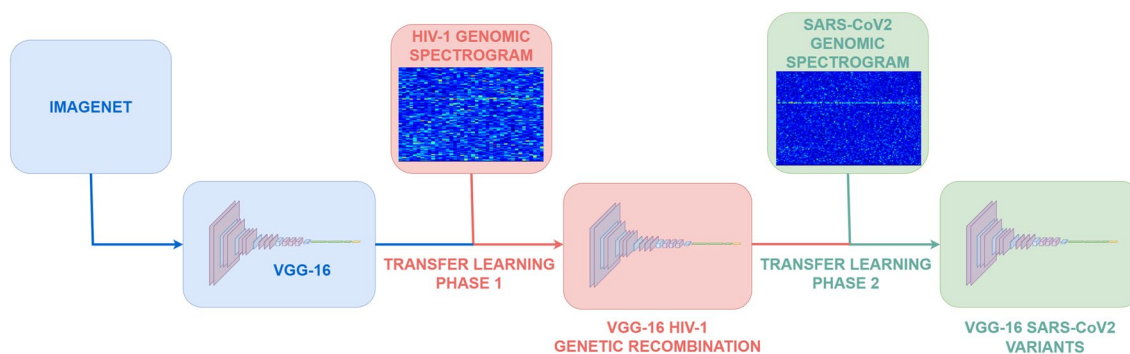 IMAGENET
VGG-16
HIV-1 GENOMIC
SPECTROGRAM
TRANSFER LEARNING
PHASE 1
VGG-16 HIV-1
GENETIC RECOMBINATION
SARS-CoV2
GENOMIC
SPECTROGRAM
TRANSFER LEARNING
PHASE 2
VGG-16 SARS-CoV2
VARIANTS